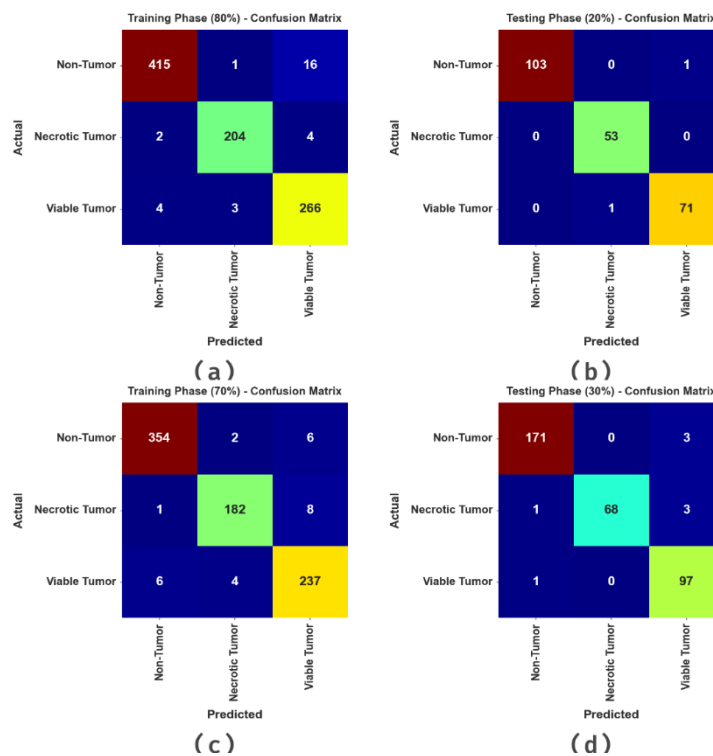 Training Phase (80%) - Confusion Matrix
Non-Tumor 415 1 16
Necrotic Tumor 2 204 4
Viable Tumor 4 3 266
Actual
Non-Tumor
Necrotic Tumor
Viable Tumor
Predicted
(a)
Testing Phase (20%) - Confusion Matrix
Non-Tumor 103 0 1
Necrotic Tumor 0 53 0
Viable Tumor 0 1 71
Actual
Non-Tumor
Necrotic Tumor
Viable Tumor
Predicted
(b)
Training Phase (70%) - Confusion Matrix
Non-Tumor 354 2 6
Necrotic Tumor 1 182 8
Viable Tumor 6 4 237
Actual
Non-Tumor
Necrotic Tumor
Viable Tumor
Predicted
(c)
Testing Phase (30%) - Confusion Matrix
Non-Tumor 171 0 3
Necrotic Tumor 1 68 3
Viable Tumor 1 0 97
Actual
Non-Tumor
Necrotic Tumor
Viable Tumor
Predicted
(d)